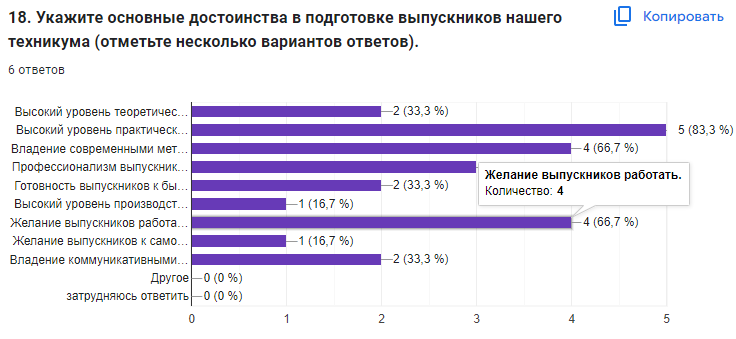 18. Укажите основные достоинства в подготовке выпускников нашего
техникума (отметьте несколько вариантов ответов).
Копировать
6 ответов
Высокий уровень теоретичес…
2 (33,3 %)
Высокий уровень практическ…
5 (83,3 %)
Владение современными мет…
4 (66,7 %)
Профессионализм выпускник…
Желание выпускников работать.
Количество: 4
Готовность выпускников к бы…
2 (33,3 %)
Высокий уровень производст…
1 (16,7 %)
Желание выпускников работа…
4 (66,7 %)
Желание выпускников к само…
1 (16,7 %)
Владение коммуникативными…
2 (33,3 %)
Другое
0 (0 %)
затрудняюсь ответить
0 (0 %)
0 1 2 3 4 5